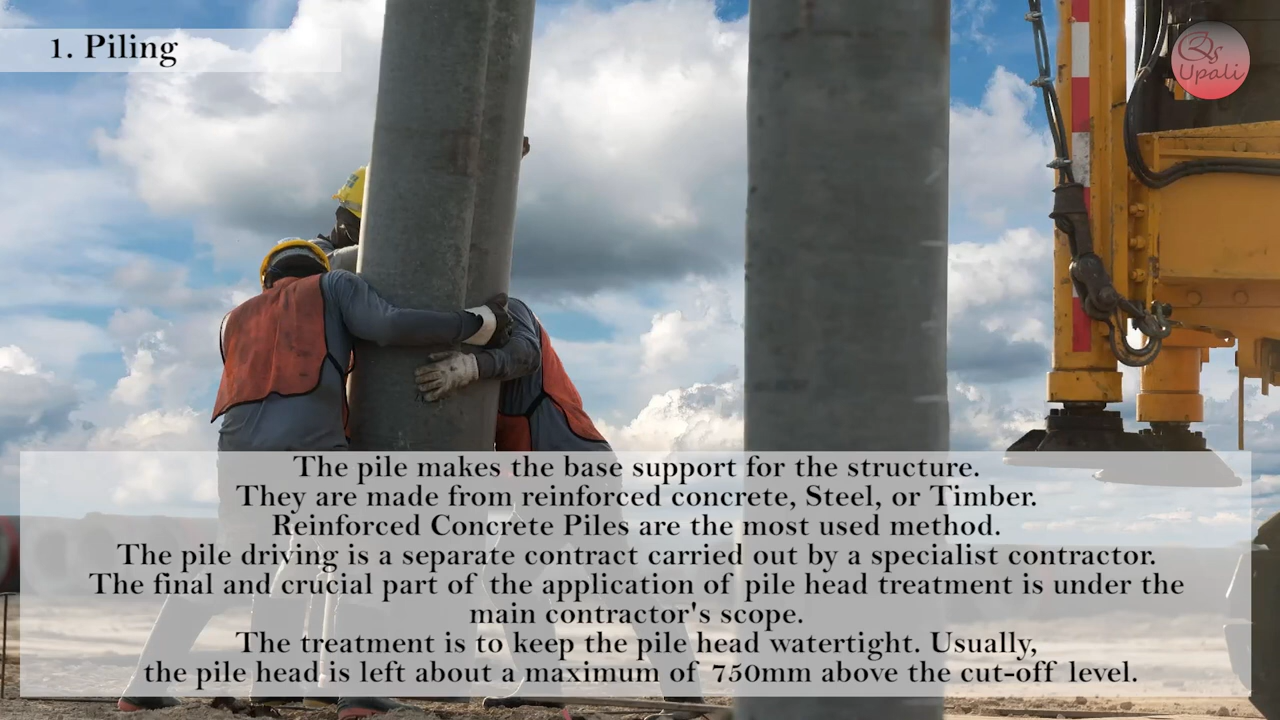 1. Piling
Qs
Upali
The pile makes the base support for the structure.
They are made from reinforced concrete, Steel, or Timber.
Reinforced Concrete Piles are the most used method.
The pile driving is a separate contract carried out by a specialist contractor.
The final and crucial part of the application of pile head treatment is under the
main contractor's scope.
The treatment is to keep the pile head watertight. Usually,
the pile head is left about a maximum of 750mm above the cut-off level.